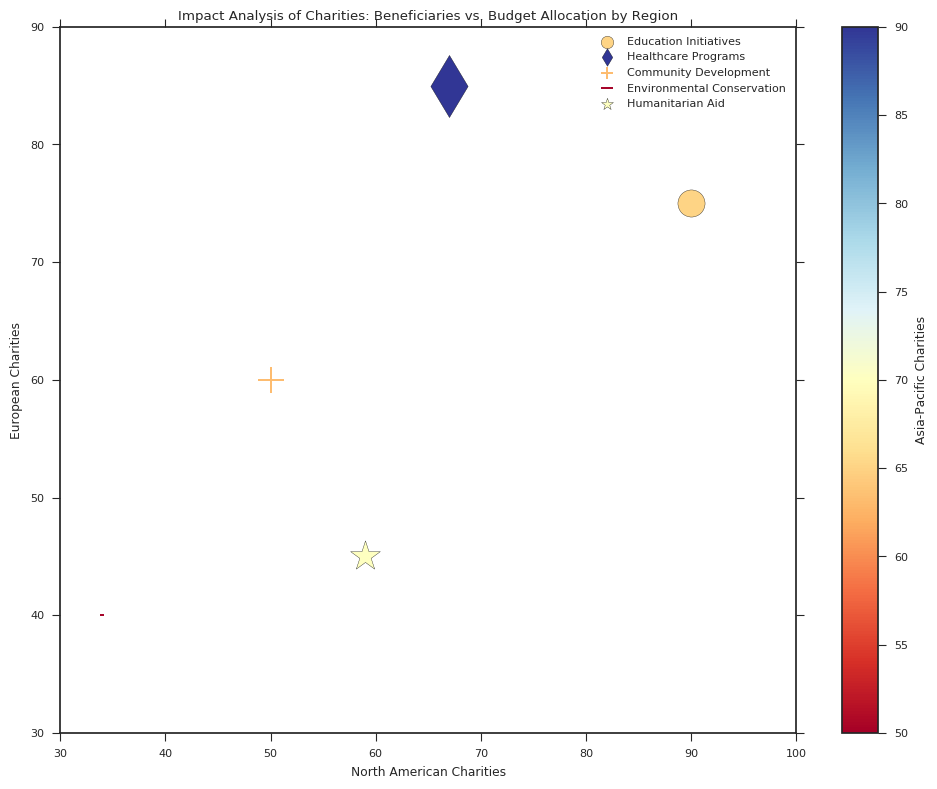 Impact Analysis of Charities: Beneficiaries vs. Budget Allocation by Region
Education Initiatives
Healthcare Programs
Community Development
Environmental Conservation
Humanitarian Aid
90
80
70
60
50
40
30
European Charities
30 40 50 60 70 80 90 100
North American Charities
90
85
80
75
70
65
60
55
50
Asia-Pacific Charities